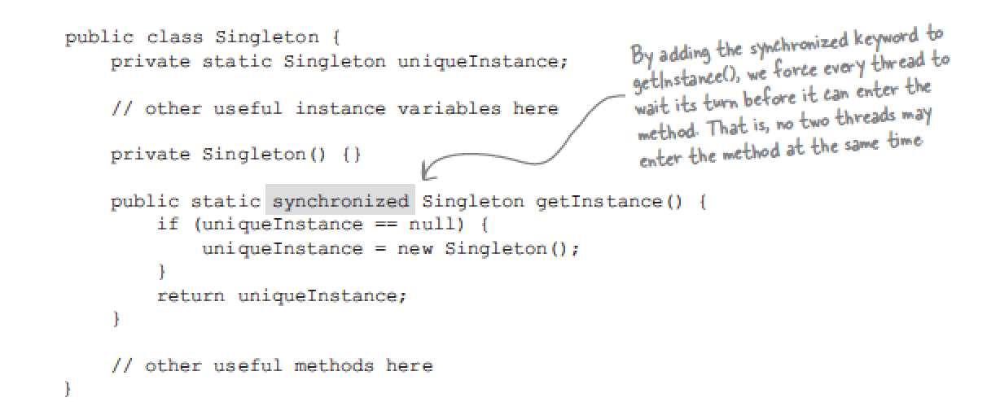 public class Singleton {
private static Singleton uniqueInstance;
// other useful instance variables here
private Singleton() {}
public static synchronized Singleton getInstance() {
if (uniqueInstance == null) {
uniqueInstance = new Singleton();
}
return uniqueInstance;
}
// other useful methods here
}
By adding the synchronized keyword to
getInstance(), we force every thread to
wait its turn before it can enter the
method. That is, no two threads may
enter the method at the same time